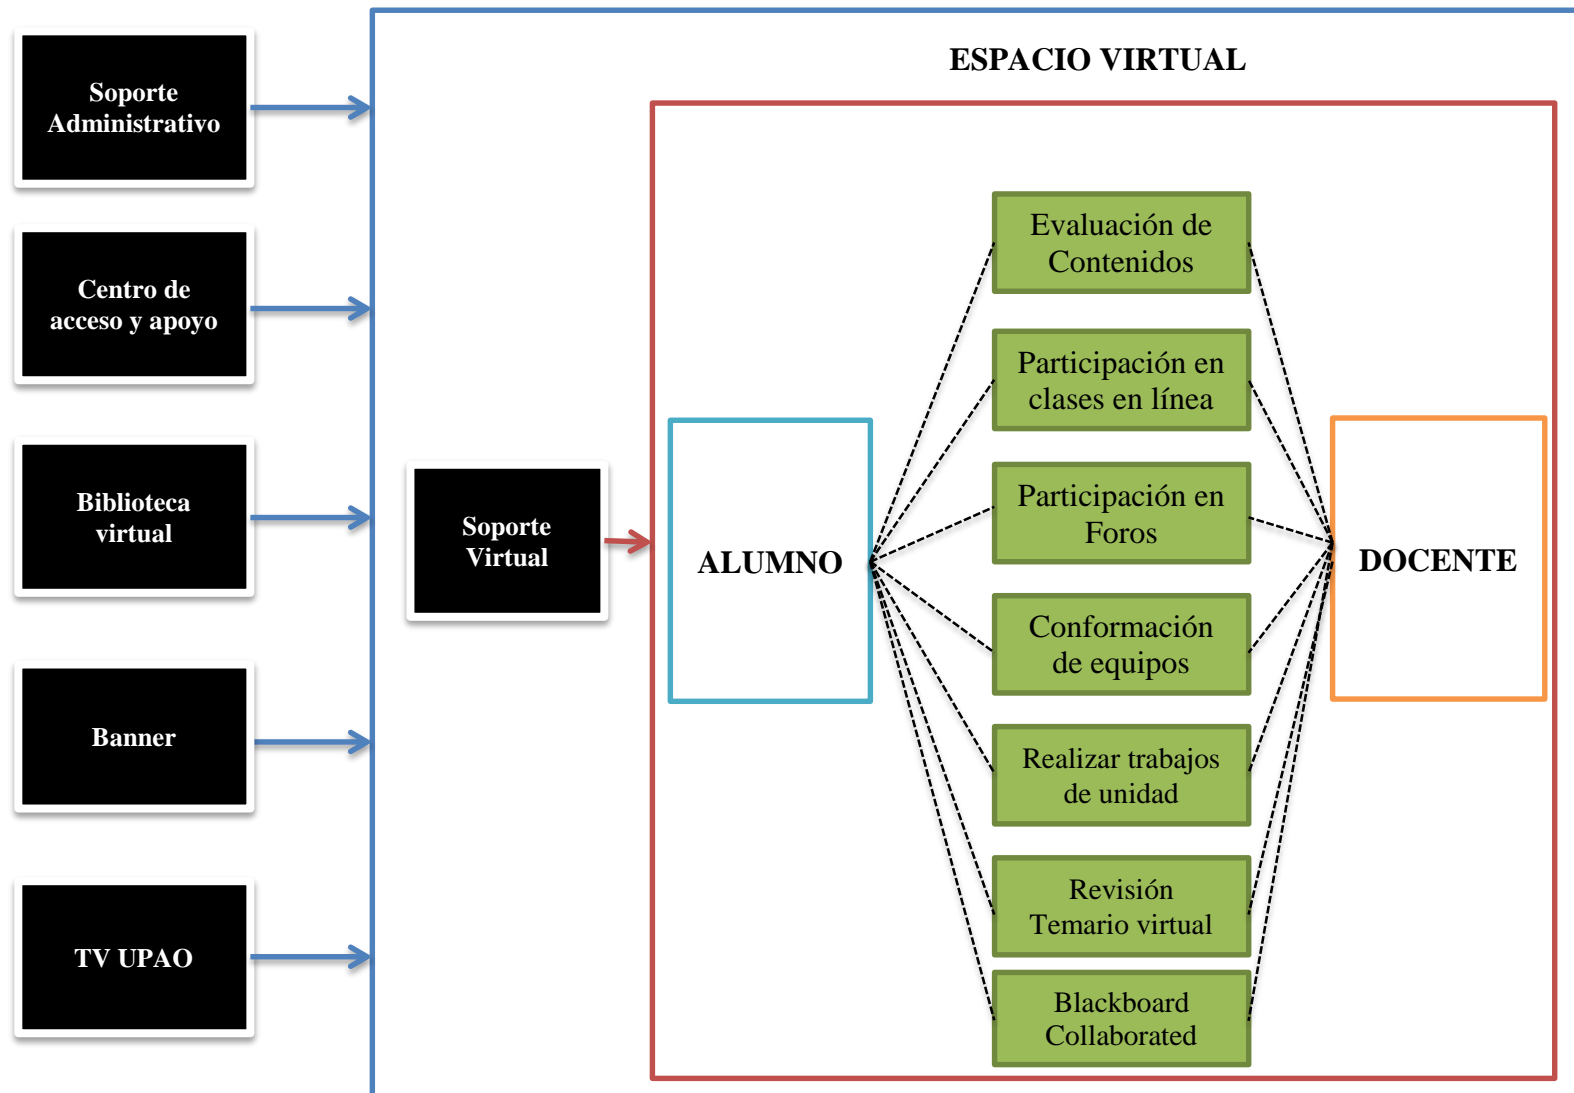 ESPACIO VIRTUAL
Soporte
Administrativo
Centro de
acceso y apoyo
Biblioteca
virtual
Banner
TV UPAO
Soporte
Virtual
ALUMNO
Evaluación de
Contenidos
Participación en
clases en línea
Participación en
Foros
Conformación
de equipos
Realizar trabajos
de unidad
Revisión
Temario virtual
Blackboard
Collaborated
DOCENTE